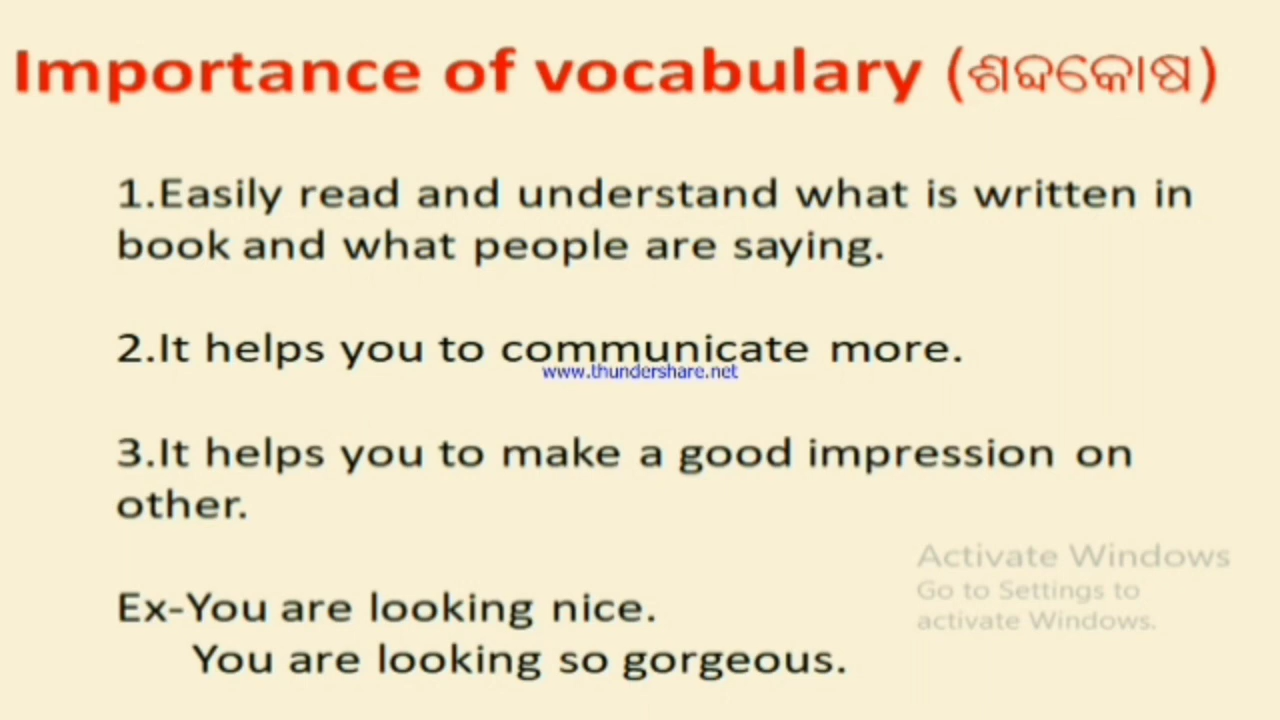 Importance of vocabulary (ଶବ୍ଦକୋଷ)
1.Easily read and understand what is written in
book and what people are saying.
2.It helps you to communicate more.
www.thundershare.net
3.It helps you to make a good impression on
other.
Activate Windows
Go to Settings to
activate Windows.
Ex-You are looking nice.
You are looking so gorgeous.